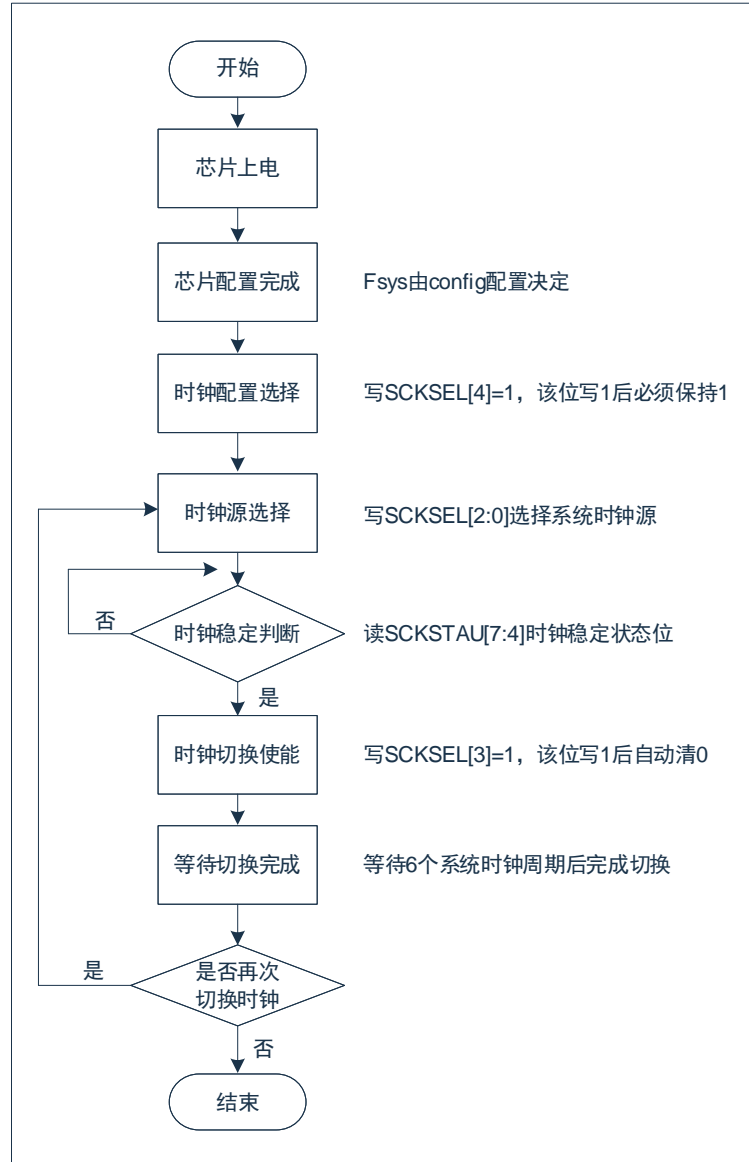 开始
芯片上电
芯片配置完成
Fsys由config配置决定
时钟配置选择
写SCKSEL[4]=1，该位写1后必须保持1
时钟源选择
写SCKSEL[2:0]选择系统时钟源
否
时钟稳定判断
读SCKSTAU[7:4]时钟稳定状态位
是
时钟切换使能
写SCKSEL[3]=1，该位写1后自动清0
等待切换完成
等待6个系统时钟周期后完成切换
是
是否再次
切换时钟
否
结束